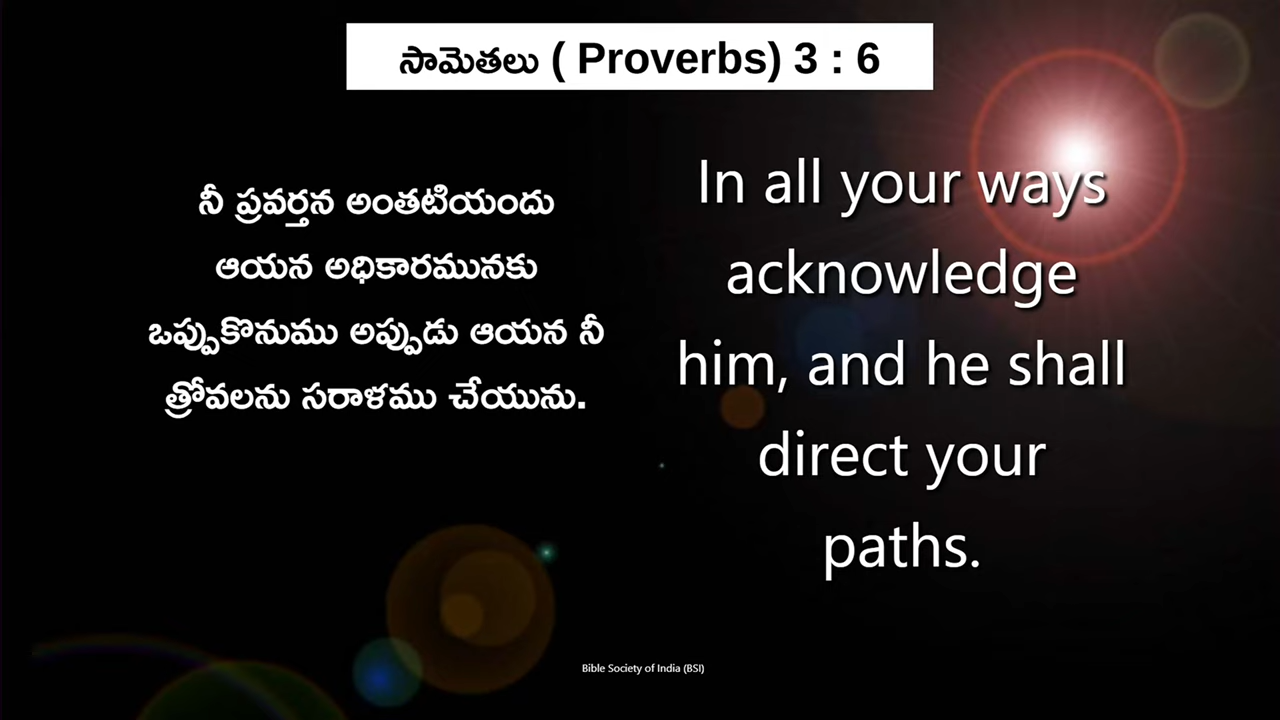 సామెతలు ( Proverbs) 3 : 6
నీ ప్రవర్తన అంతటియందు
ఆయన అధికారమునకు
ఒప్పుకొనుము అప్పుడు ఆయన నీ
త్రోవలను సరాళము చేయును.
In all your ways
acknowledge
him, and he shall
direct your
paths.
Bible Society of India (BSI)